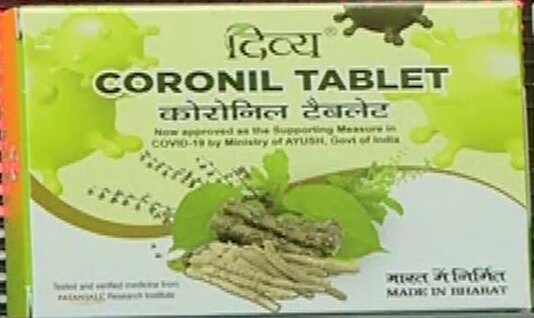 दिव्य®
CORONIL TABLET
कोरोनिल टैबलेट
Now approved as the Supporting Measure in
COVID-19 by Ministry of AYUSH, Govt of India
Tested and verified medicine from
PATANJALI Research Institute
भारत में निर्मित
MADE IN BHARAT